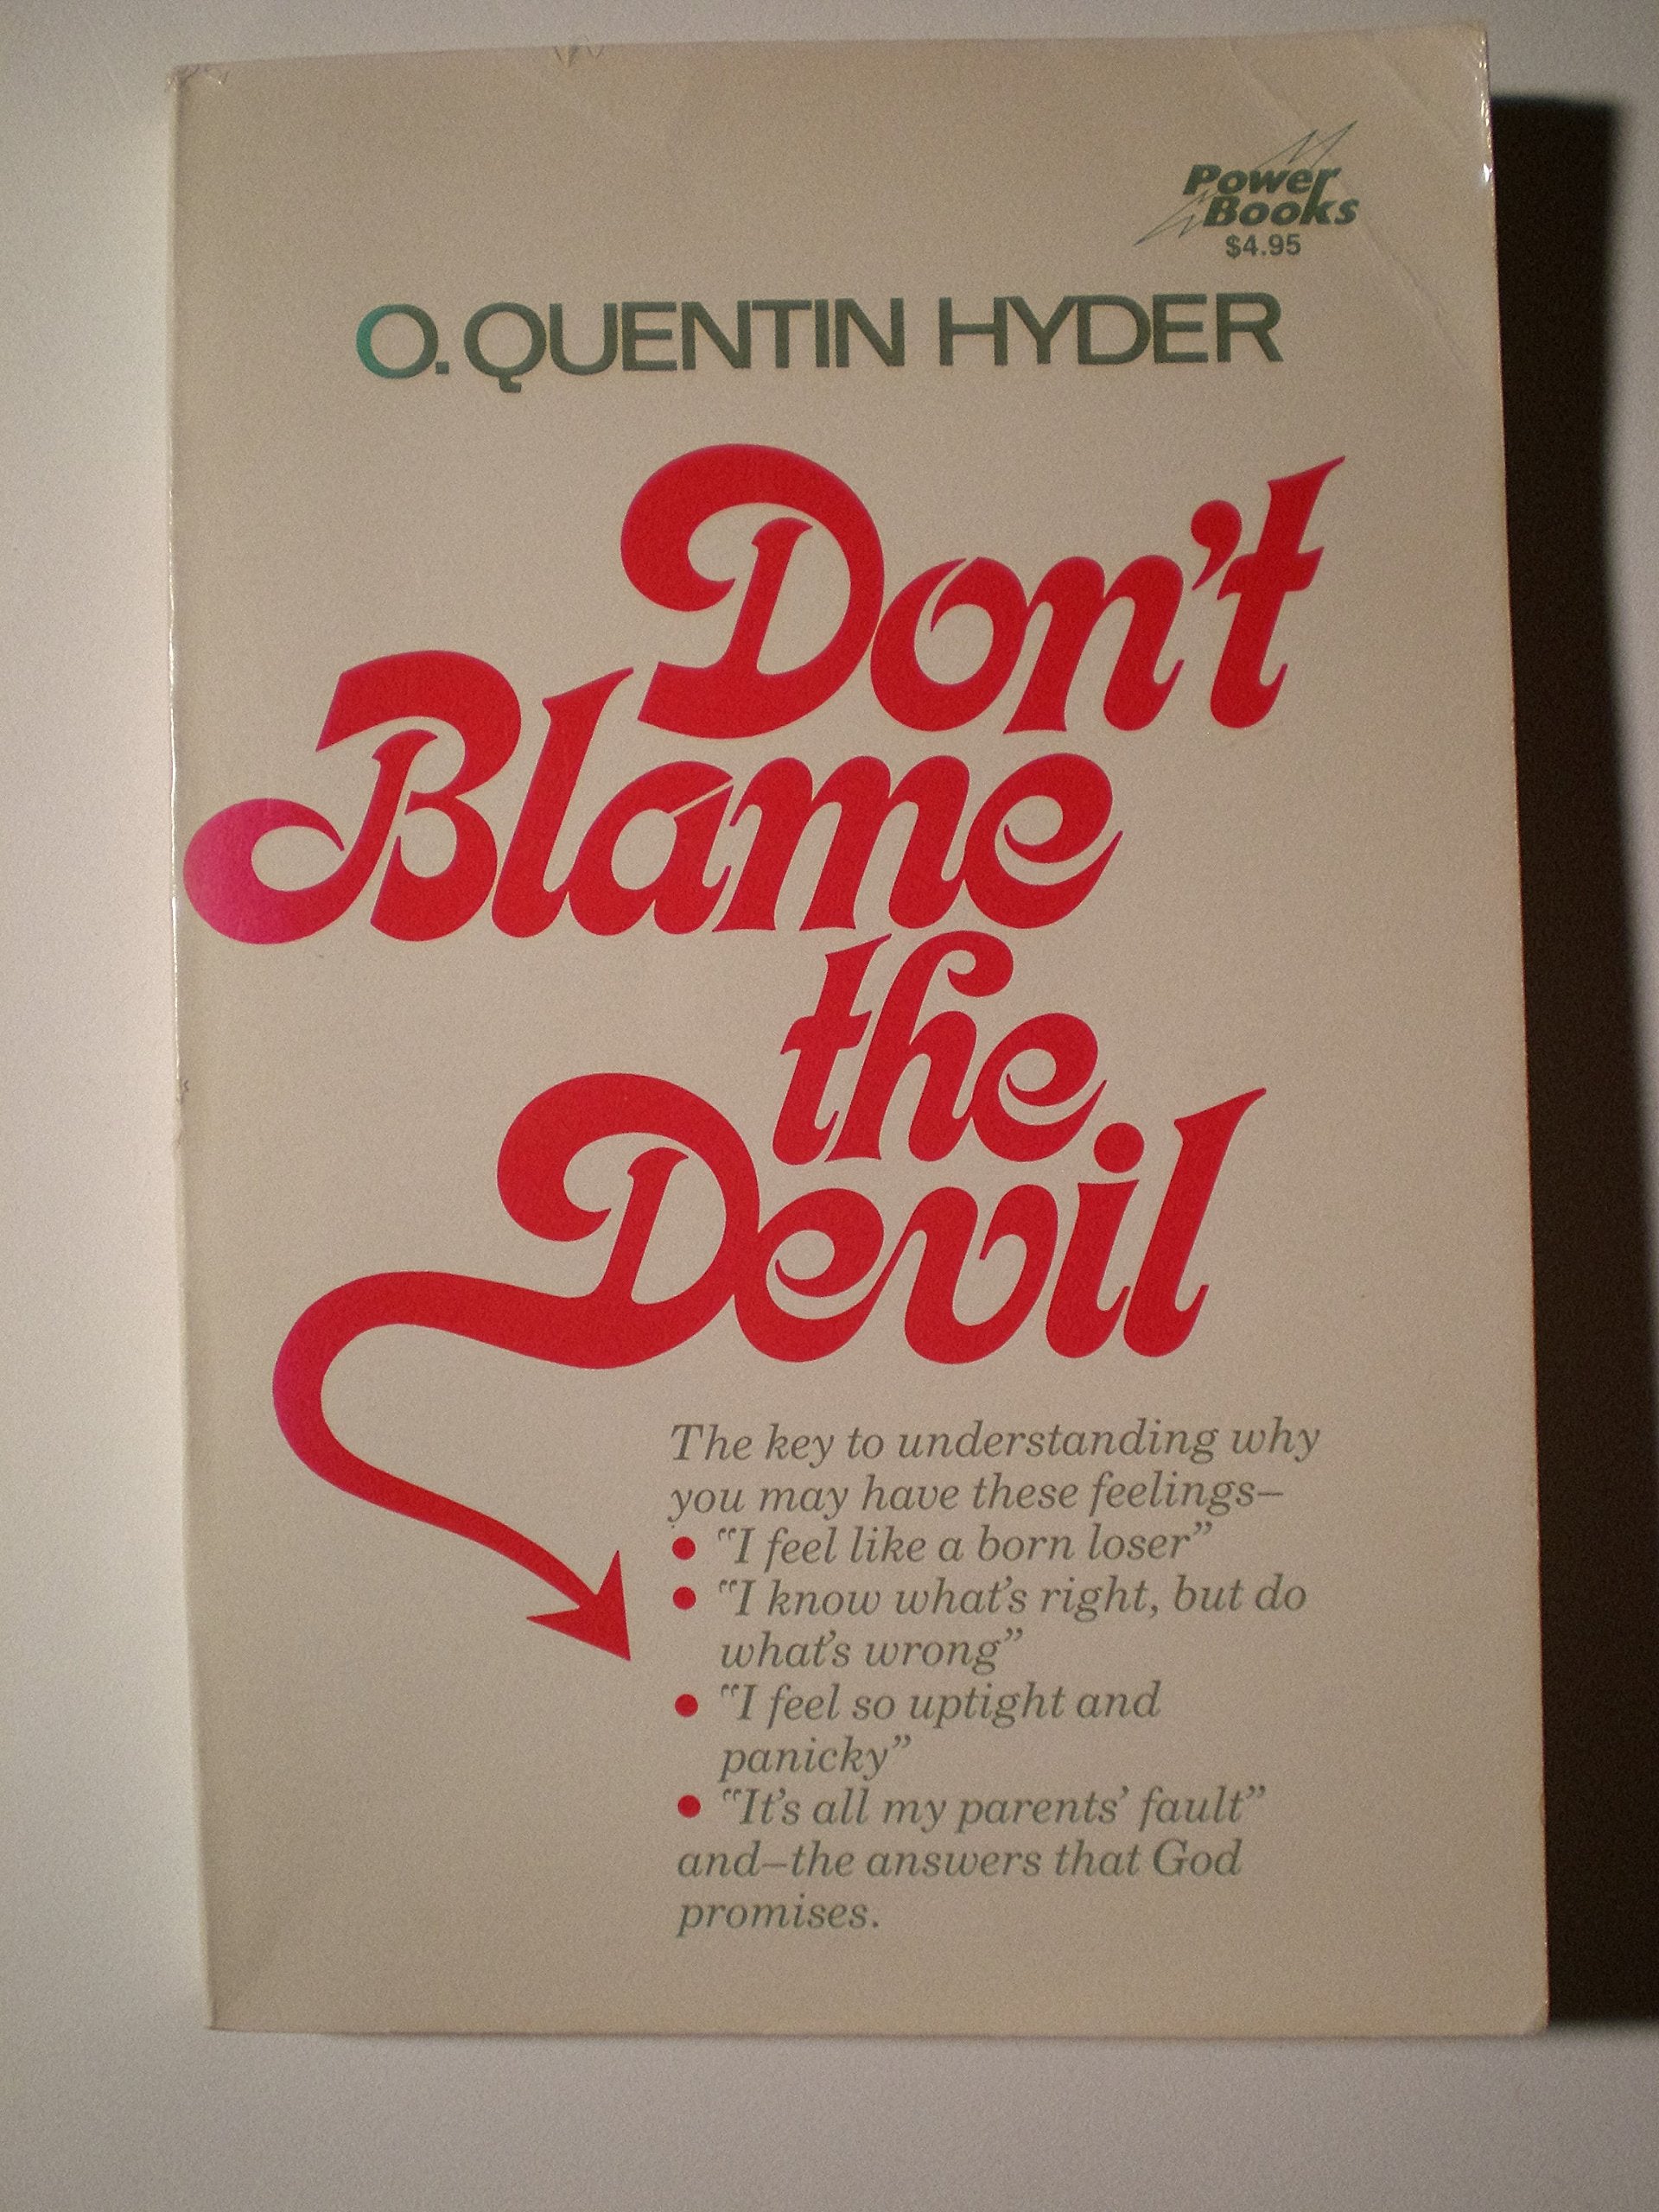 Power
Books
$4.95
O. QUENTIN HYDER
Don't
Blame
the
Devil
The key to understanding why
you may have these feelings–
• "I feel like a born loser"
• "I know what's right, but do
what's wrong"
• "I feel so uptight and
panicky"
• "It's all my parents' fault"
and–the answers that God
promises.